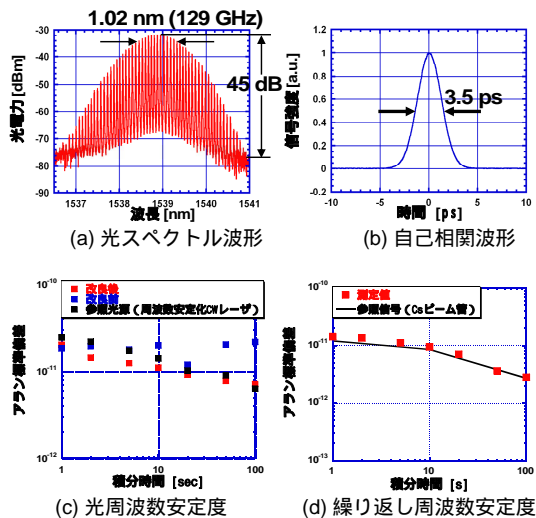 1.02 nm (129 GHz)
-30
-40
-50
-60
-70
-80
-90
光電力 [dBm]
45 dB
1537 1538 1539 1540 1541
波長 [nm]
(a) 光スペクトル波形
1.2
1
0.8
0.6
0.4
0.2
0
-0.2
信号強度 [a.u.]
3.5 ps
-10 -5 0 5 10
時間 [ps]
(b) 自己相関波形
10-10
10-11
10-12
アラン標準偏差
改良後
改良前
参照光源(周波数安定化CWレーザ)
1 10 100
積分時間 [sec]
(c) 光周波数安定度
10-10
10-11
10-12
10-13
アラン標準偏差
測定値
参照信号(Csビーム管)
1 10 100
積分時間 [s]
(d) 繰り返し周波数安定度